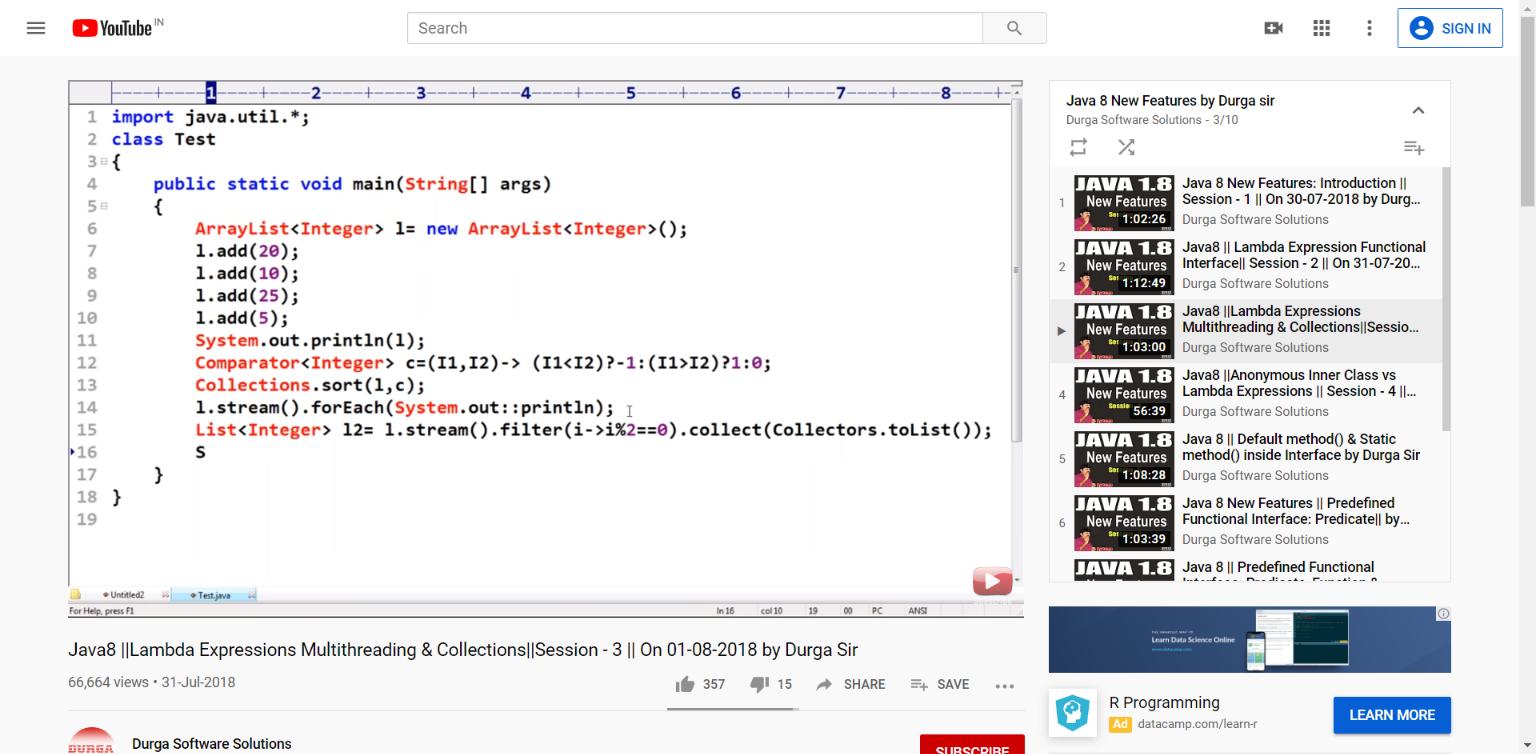 YouTube IN
Search
SIGN IN
1 2 3 4 5 6 7 8
1 import java.util.*;
2 class Test
3 {
4 public static void main(String[] args)
5 {
6 ArrayList<Integer> l= new ArrayList<Integer>();
7 l.add(20);
8 l.add(10);
9 l.add(25);
10 l.add(5);
11 System.out.println(l);
12 Comparator<Integer> c=(I1,I2)-> (I1<I2)?-1:(I1>I2)?1:0;
13 Collections.sort(l,c);
14 l.stream().forEach(System.out::println);
15 List<Integer> l2= l.stream().filter(i->i%2==0).collect(Collectors.toList());
16 S
17 }
18 }
19
Untitled2 Test.java
For Help, press F1 ln 16 col 10 19 00 PC ANSI
Java8 ||Lambda Expressions Multithreading & Collections||Session - 3 || On 01-08-2018 by Durga Sir
66,664 views • 31-Jul-2018
357 15 SHARE SAVE
DURGA
Durga Software Solutions
SUBSCRIBE
Java 8 New Features by Durga sir
Durga Software Solutions - 3/10
1
JAVA 1.8
New Features
1:02:26
Java 8 New Features: Introduction ||
Session - 1 || On 30-07-2018 by Durg...
Durga Software Solutions
2
JAVA 1.8
New Features
1:12:49
Java8 || Lambda Expression Functional
Interface|| Session - 2 || On 31-07-20...
Durga Software Solutions
JAVA 1.8
New Features
1:03:00
Java8 ||Lambda Expressions
Multithreading & Collections||Sessio...
Durga Software Solutions
4
JAVA 1.8
New Features
56:39
Java8 ||Anonymous Inner Class vs
Lambda Expressions || Session - 4 ||...
Durga Software Solutions
5
JAVA 1.8
New Features
1:08:28
Java 8 || Default method() & Static
method() inside Interface by Durga Sir
Durga Software Solutions
6
JAVA 1.8
New Features
1:03:39
Java 8 New Features || Predefined
Functional Interface: Predicate|| by...
Durga Software Solutions
JAVA 1.8
Java 8 || Predefined Functional
Interface: Predicate, Function &
Learn Data Science Online
www.datacamp.com
R Programming
Ad datacamp.com/learn-r
LEARN MORE